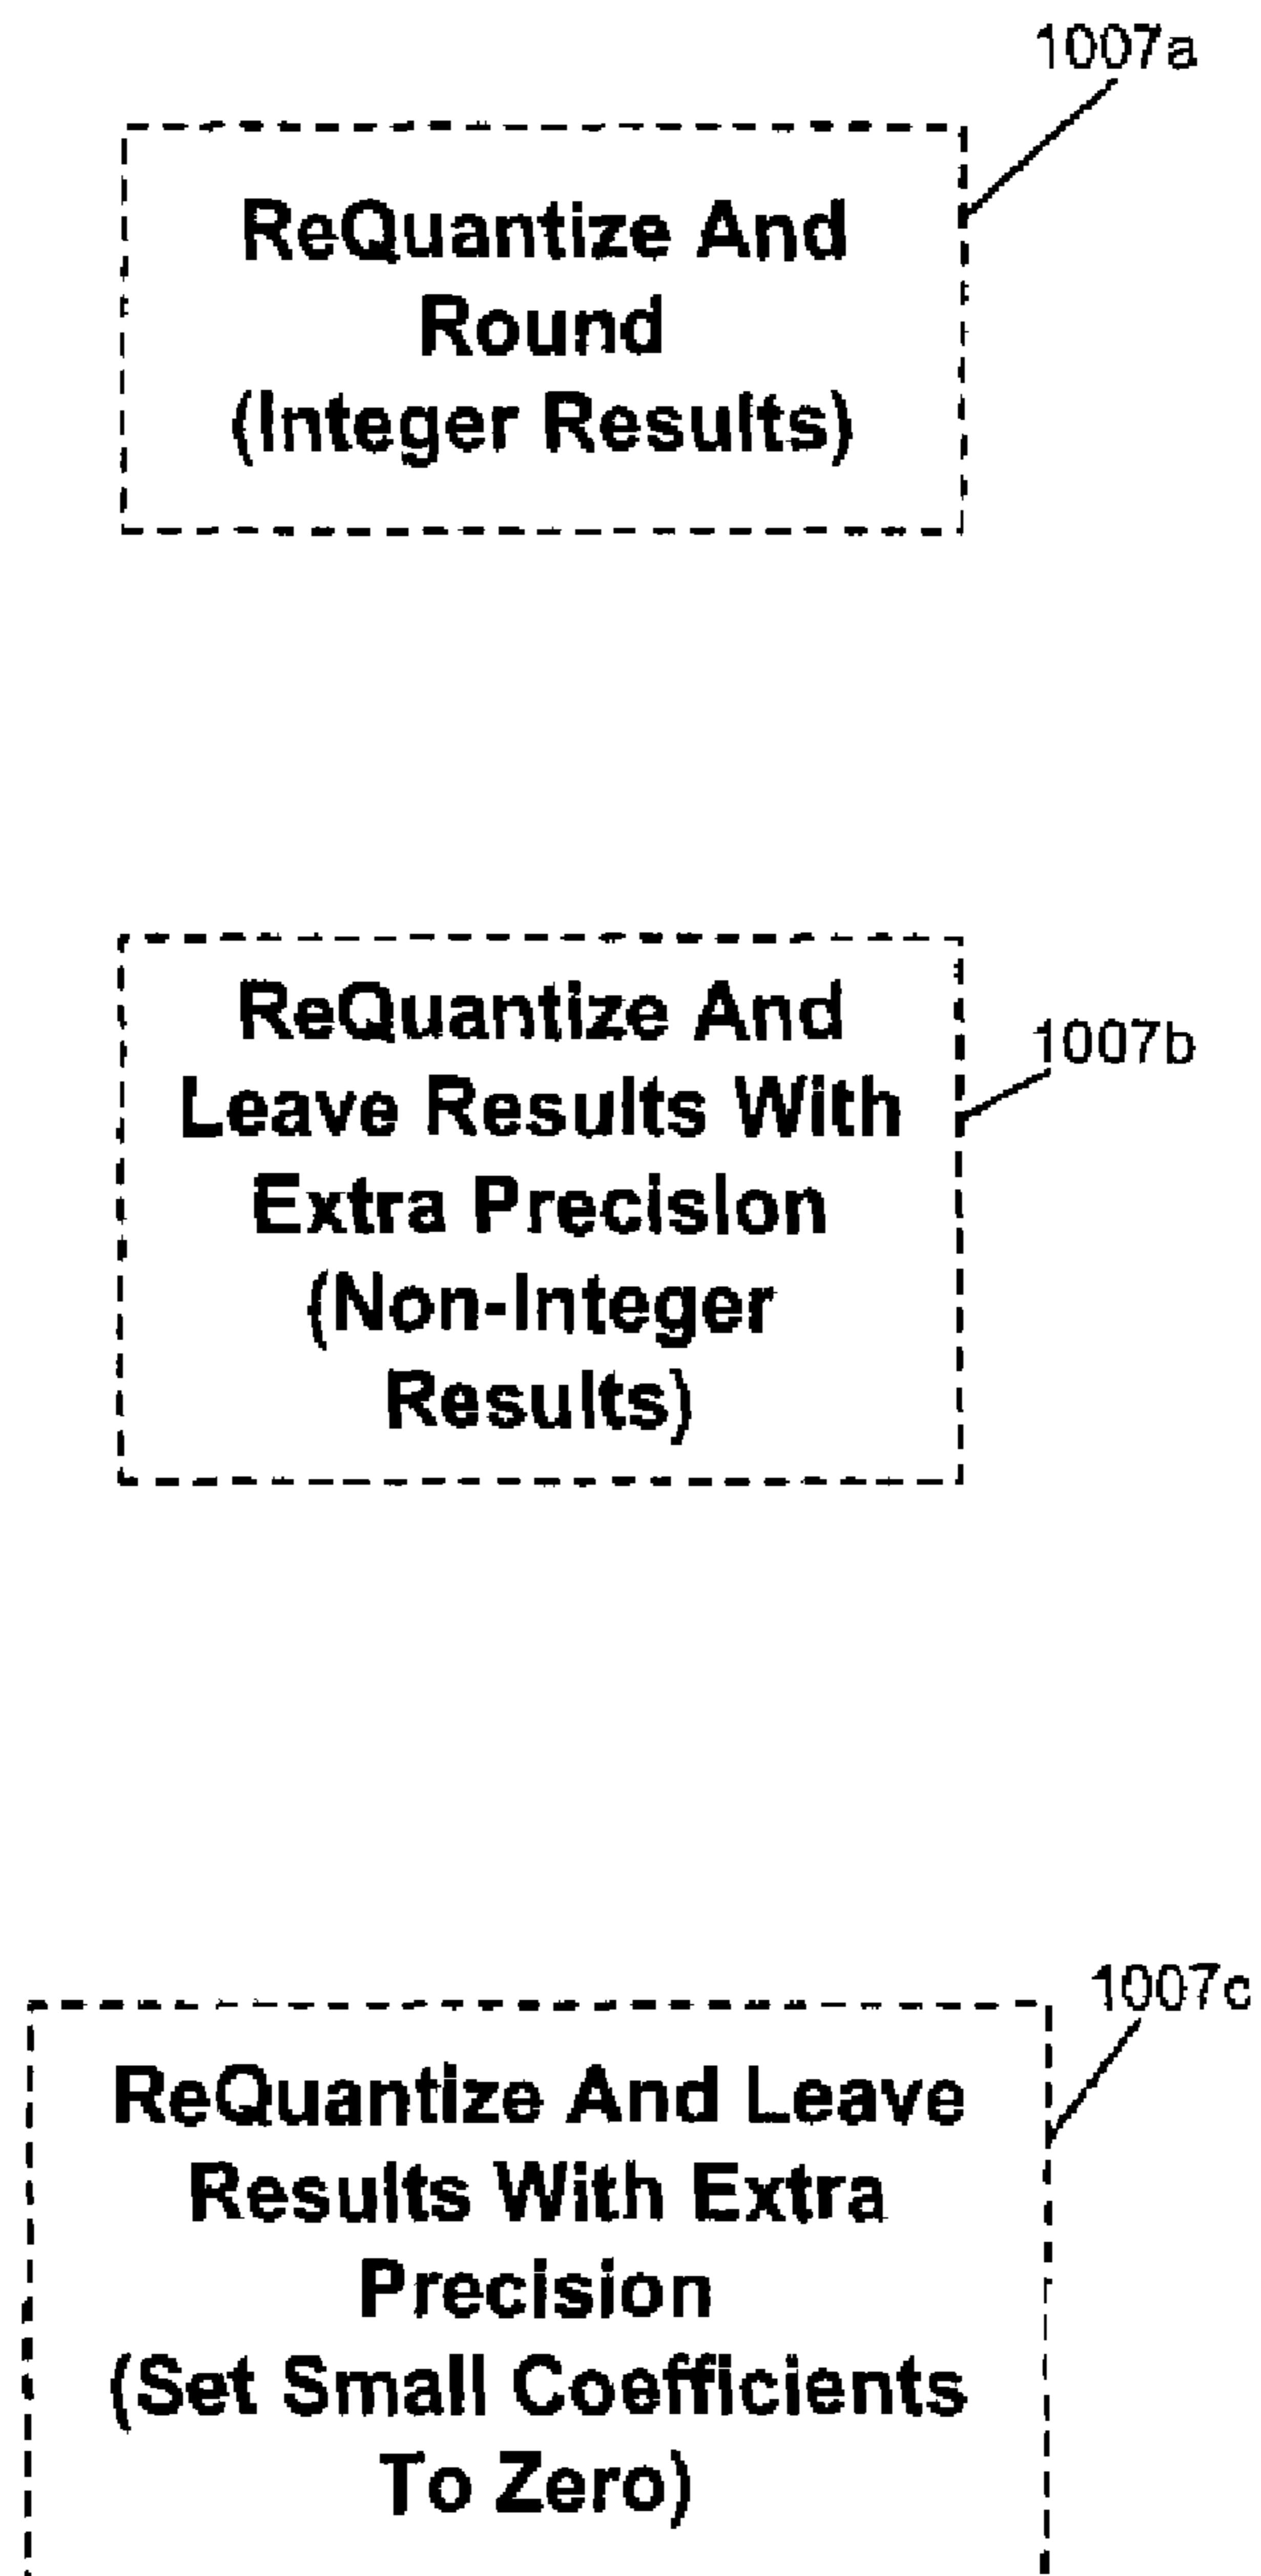 1007a
ReQuantize And
Round
(Integer Results)
ReQuantize And
1007b
Leave Results With
Extra Precision
(Non-Integer
Results)
1007c
ReQuantize And Leave
Results With Extra
Precision
(Set Small Coefficients
To Zero)